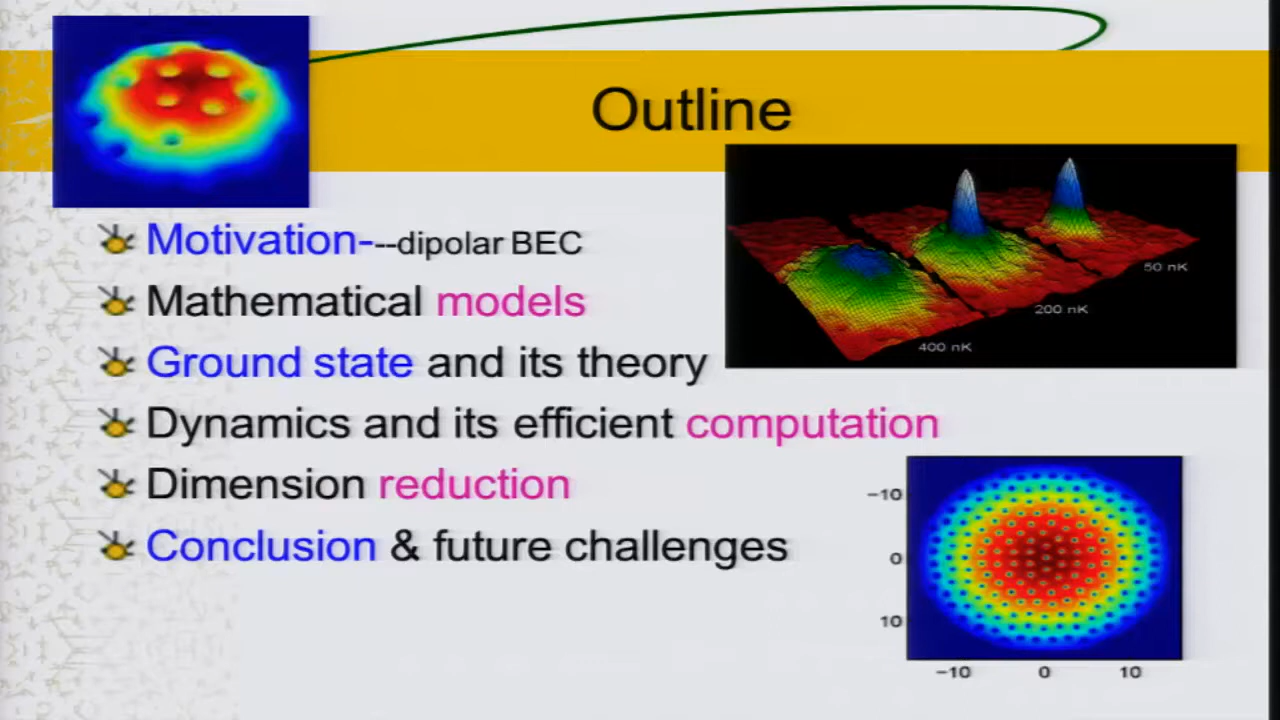 Outline
Motivation---dipolar BEC
Mathematical models
Ground state and its theory
Dynamics and its efficient computation
Dimension reduction
Conclusion & future challenges
50 nK
200 nK
400 nK
−10
0
10
−10 0 10